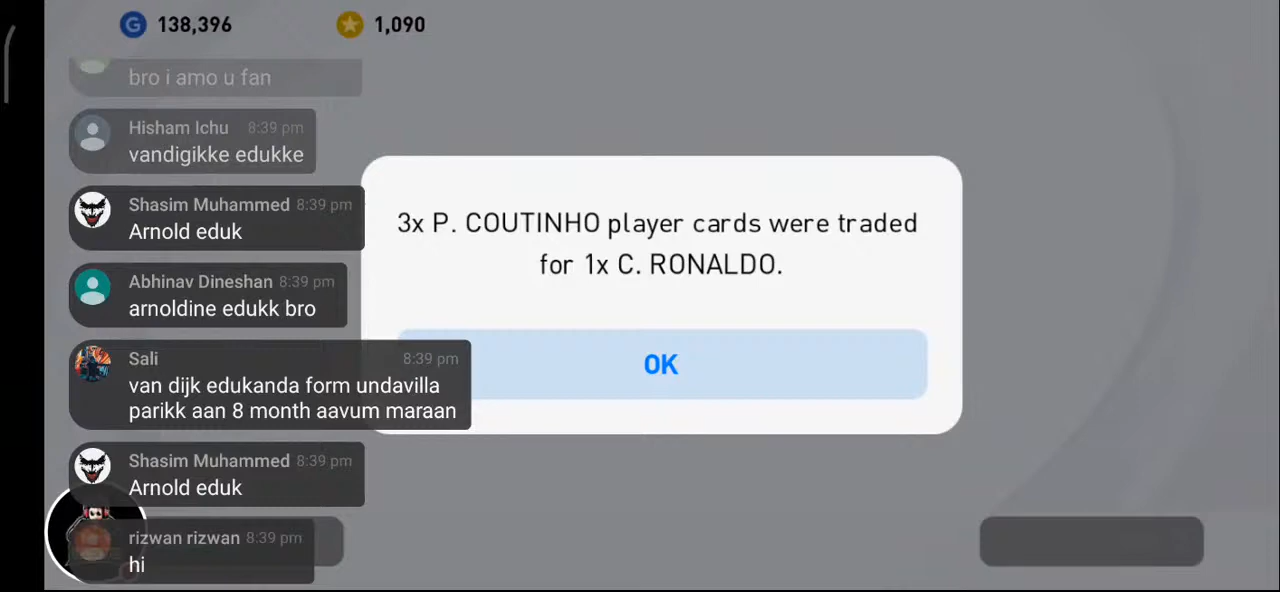 G 138,396 1,090
bro i amo u fan
Hisham Ichu 8:39 pm
vandigikke edukke
Shasim Muhammed 8:39 pm
Arnold eduk
Abhinav Dineshan 8:39 pm
arnoldine edukk bro
Sali 8:39 pm
van dijk edukanda form undavilla
parikk aan 8 month aavum maraan
Shasim Muhammed 8:39 pm
Arnold eduk
rizwan rizwan 8:39 pm
hi
3x P. COUTINHO player cards were traded
for 1x C. RONALDO.
OK